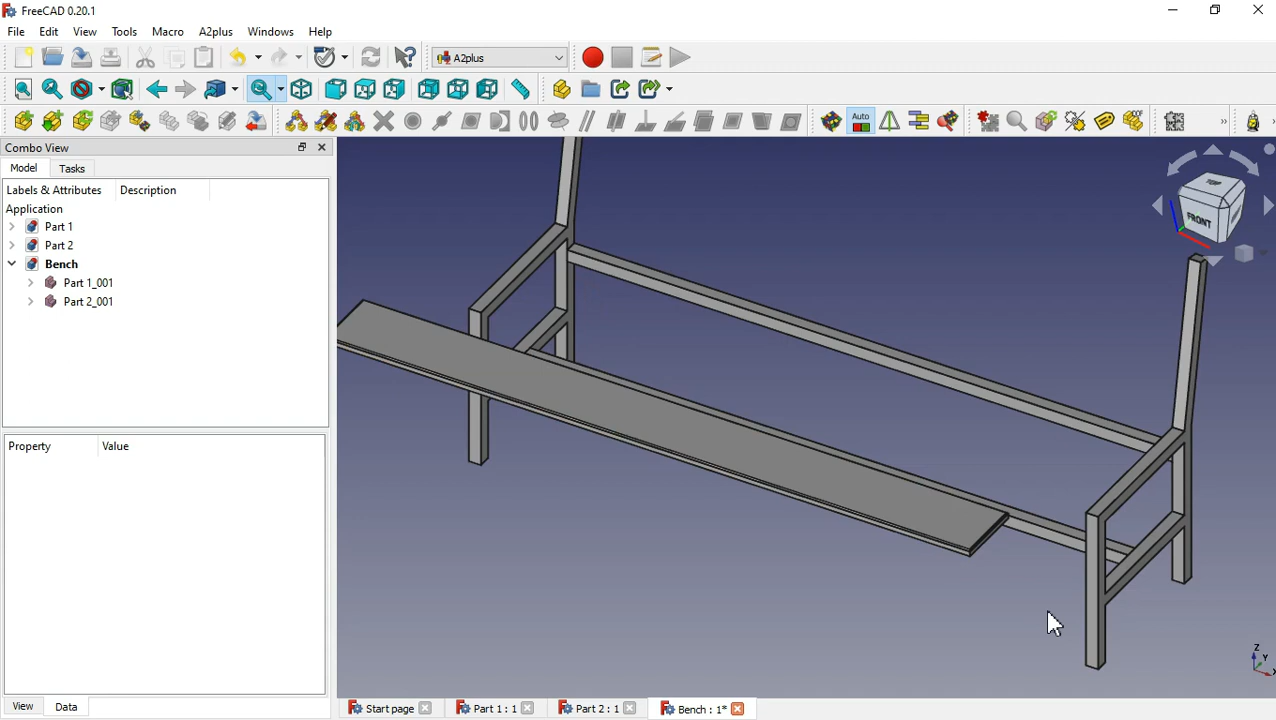 FreeCAD 0.20.1
File Edit View Tools Macro A2plus Windows Help
A2plus
Auto
Combo View
Model Tasks
Labels & Attributes Description
Application
Part 1
Part 2
Bench
Part 1_001
Part 2_001
Property Value
View Data
Start page Part 1 : 1 Part 2 : 1 Bench : 1*
TOP
FRONT
Z
Y
X